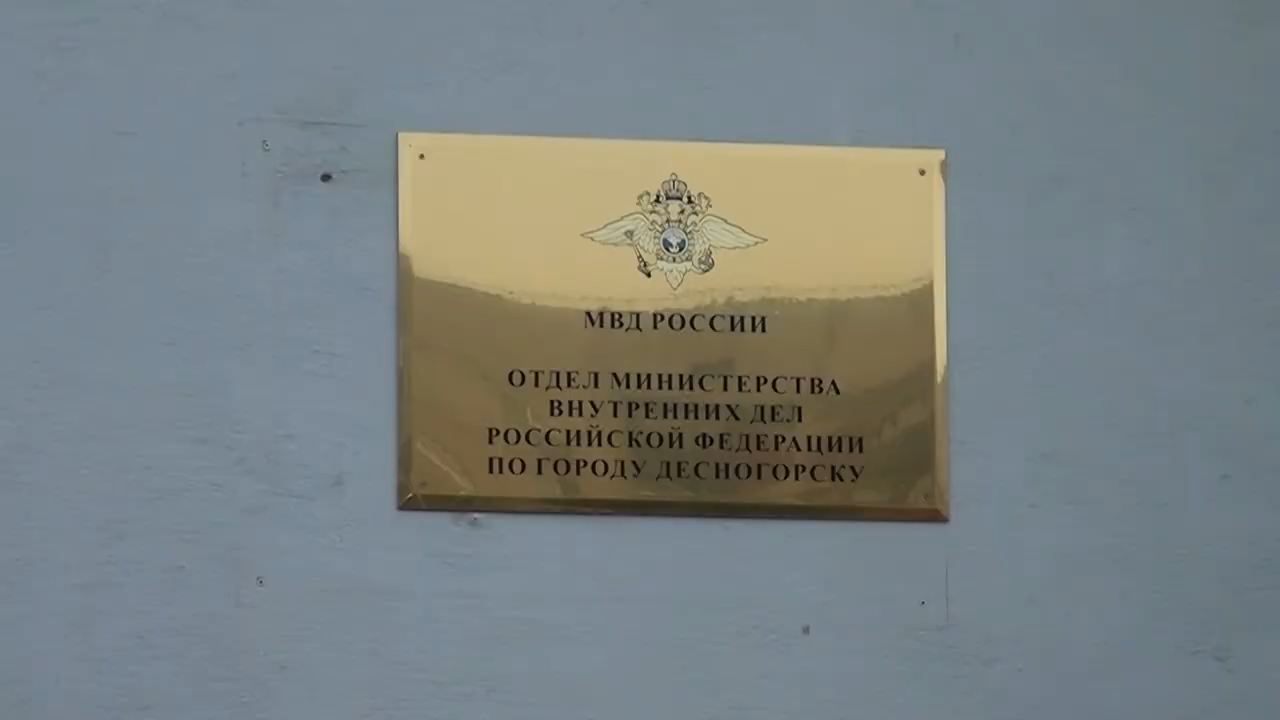 МВД РОССИИ
ОТДЕЛ МИНИСТЕРСТВА
ВНУТРЕННИХ ДЕЛ
РОССИЙСКОЙ ФЕДЕРАЦИИ
ПО ГОРОДУ ДЕСНОГОРСКУ